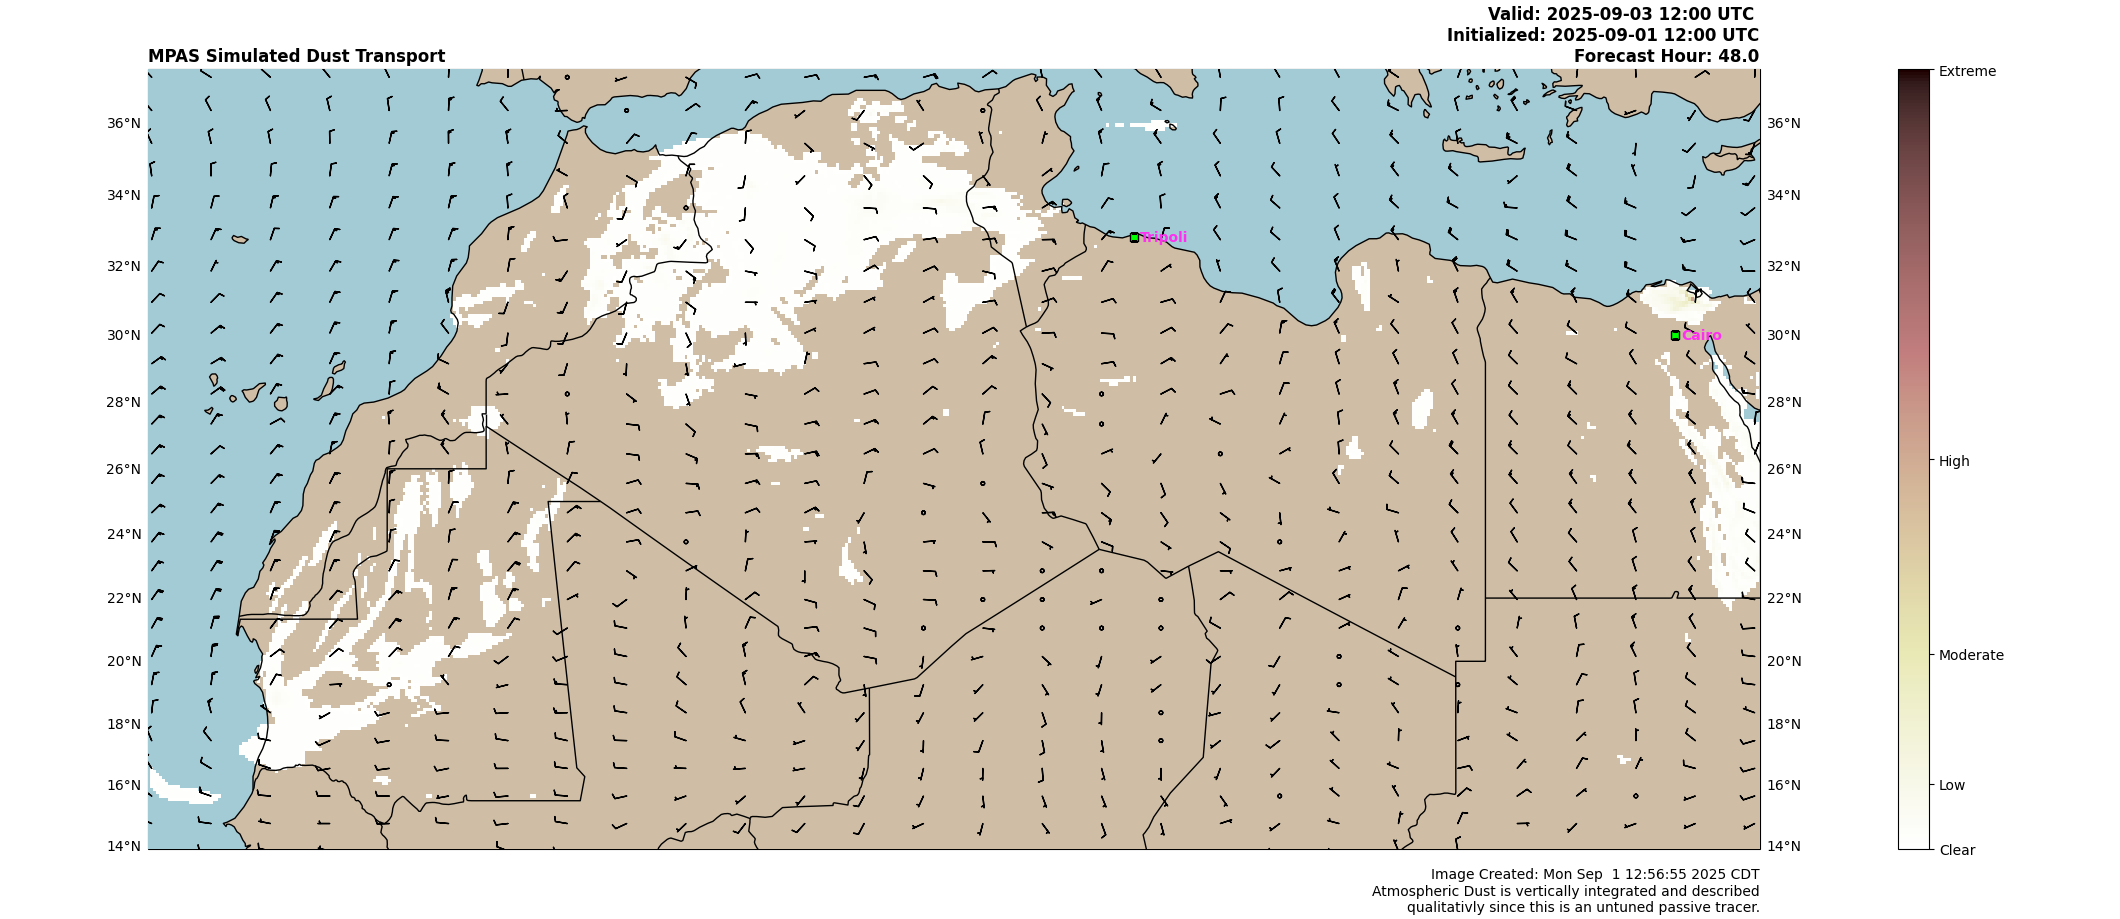 Valid: 2025-09-03 12:00 UTC
Initialized: 2025-09-01 12:00 UTC
MPAS Simulated Dust Transport
Forecast Hour: 48.0
Extreme
36°N
36°N
34°N
34°N
Tripoli
32°N
32°N
30°N
Cairo
30°N
28°N
28°N
High
26°N
26°N
24°N
24°N
22°N
22°N
20°N
20°N
Moderate
18°N
18°N
16°N
16°N
Low
14°N
14°N
Clear
Image Created: Mon Sep  1 12:56:55 2025 CDT
Atmospheric Dust is vertically integrated and described
qualitativly since this is an untuned passive tracer.